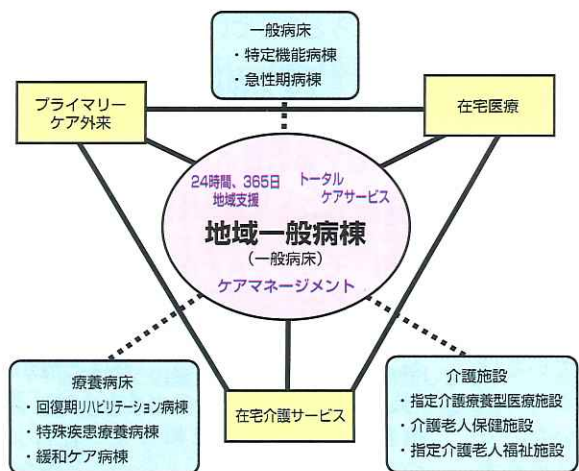 一般病床
・特定機能病棟
・急性期病棟
プライマリー
ケア外来
在宅医療
24時間、365日
地域支援
トータル
ケアサービス
地域一般病棟
(一般病床)
ケアマネージメント
療養病床
・回復期リハビリテーション病棟
・特殊疾患療養病棟
・緩和ケア病棟
在宅介護サービス
介護施設
・指定介護療養型医療施設
・介護老人保健施設
・指定介護老人福祉施設